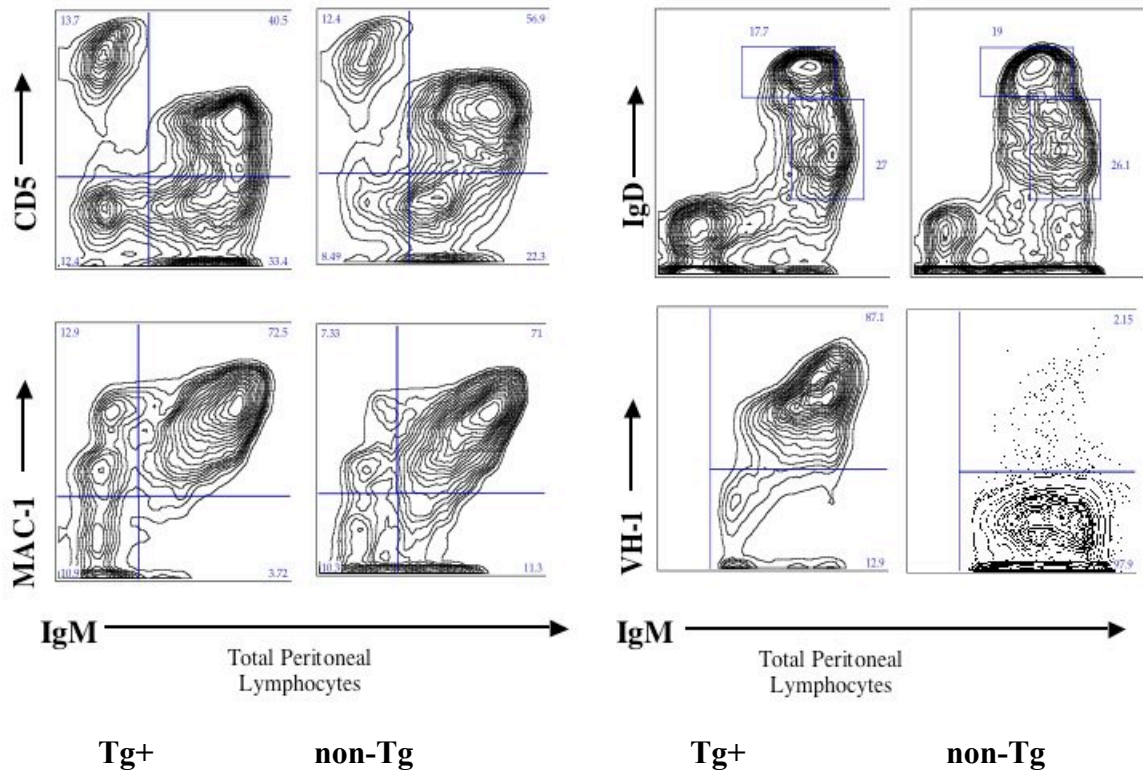 13.7 40.5
12.4 56.9
17.7
19
CD5
IgD
27
26.1
12.4 33.4
8.49 22.3
12.9 72.5
7.33 71
87.1
2.15
MAC-1
VH-1
10.9 3.72
10.3 11.3
12.9
97.9
IgM
IgM
Total Peritoneal
Lymphocytes
Total Peritoneal
Lymphocytes
Tg+ non-Tg
Tg+ non-Tg